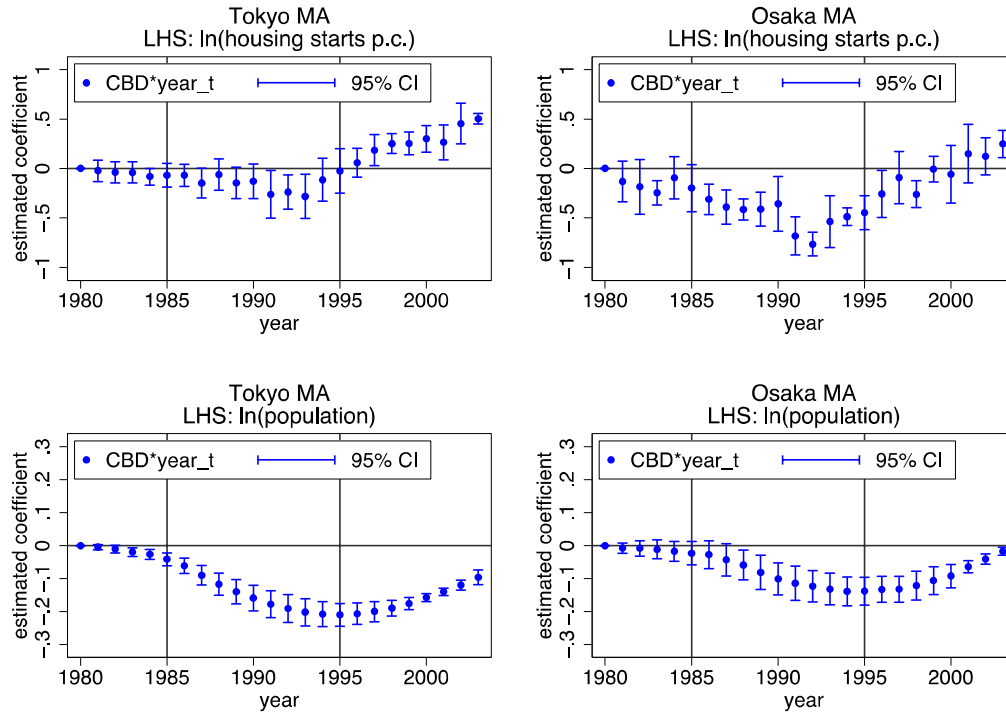 Tokyo MA
LHS: ln(housing starts p.c.)
CBD*year_t 95% CI
estimated coefficient
1
.5
0
-.5
-1
1980 1985 1990 1995 2000
year
Osaka MA
LHS: ln(housing starts p.c.)
CBD*year_t 95% CI
estimated coefficient
1
.5
0
-.5
-1
1980 1985 1990 1995 2000
year
Tokyo MA
LHS: ln(population)
CBD*year_t 95% CI
estimated coefficient
.3
.2
.1
0
-.1
-.2
-.3
1980 1985 1990 1995 2000
year
Osaka MA
LHS: ln(population)
CBD*year_t 95% CI
estimated coefficient
.3
.2
.1
0
-.1
-.2
-.3
1980 1985 1990 1995 2000
year